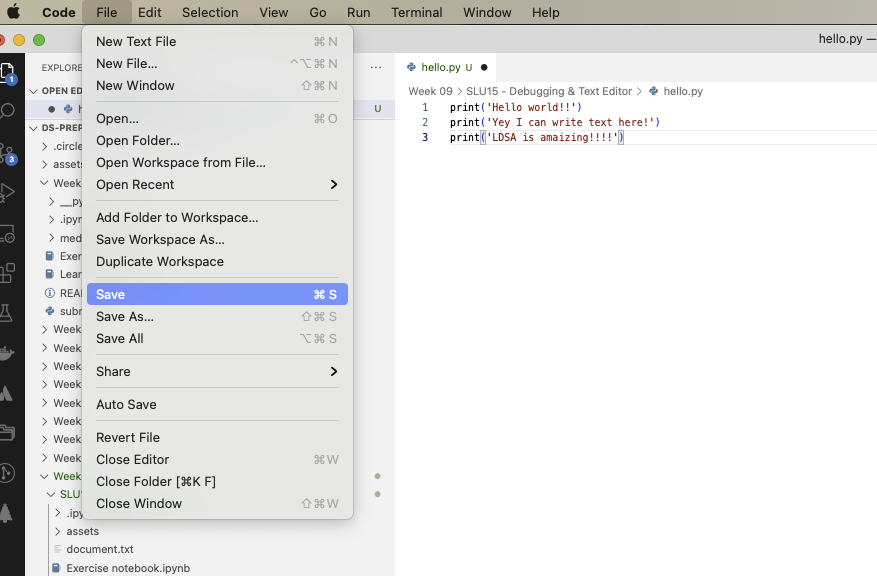 Code File Edit Selection View Go Run Terminal Window Help
hello.py —
EXPLORE
OPEN ED
U
DS-PREP
.circle
assets
Week
__py
.ipyn
med
Exer
Lear
REA
subm
Week
Week
Week
Week
Week
Week
Week
Week
Week
SLU
.ipy
assets
document.txt
Exercise notebook.ipynb
1
3
New Text File ⌘ N
New File... ^⌥⌘ N
New Window ⇧⌘ N
Open... ⌘ O
Open Folder...
Open Workspace from File...
Open Recent
Add Folder to Workspace...
Save Workspace As...
Duplicate Workspace
Save ⌘ S
Save As... ⇧⌘ S
Save All ⌥⌘ S
Share
Auto Save
Revert File
Close Editor ⌘W
Close Folder [⌘K F]
Close Window ⇧⌘W
hello.py U
Week 09 > SLU15 - Debugging & Text Editor > hello.py
1 print('Hello world!!')
2 print('Yey I can write text here!')
3 print('LDSA is amaizing!!!!')